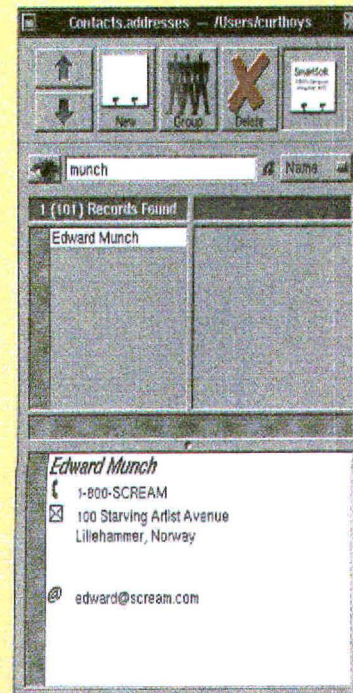 Contacts.addresses — /Users/curthoys
New
Group
Delete
SmartSoft
munch
Name
1 (101) Records Found
Edward Munch
Edward Munch
1-800-SCREAM
100 Starving Artist Avenue
Lillehammer, Norway
@ edward@scream.com